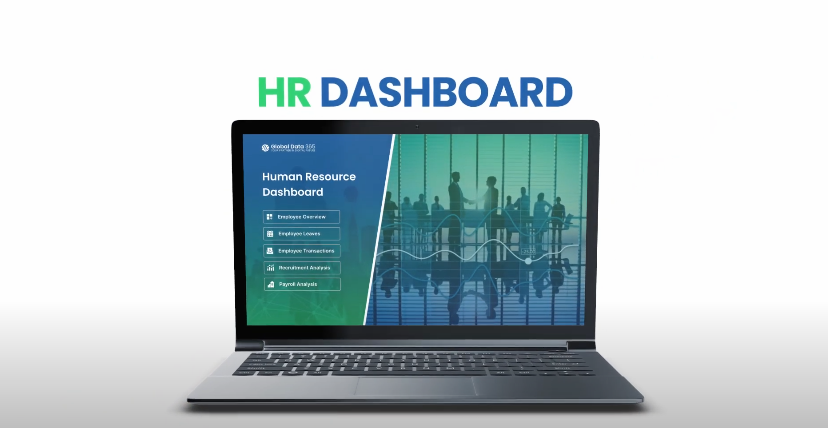 HR DASHBOARD
Global Data 365
Human Resource
Dashboard
Employee Overview
Employee Leaves
Employee Transactions
Recruitment Analysis
Payroll Analysis